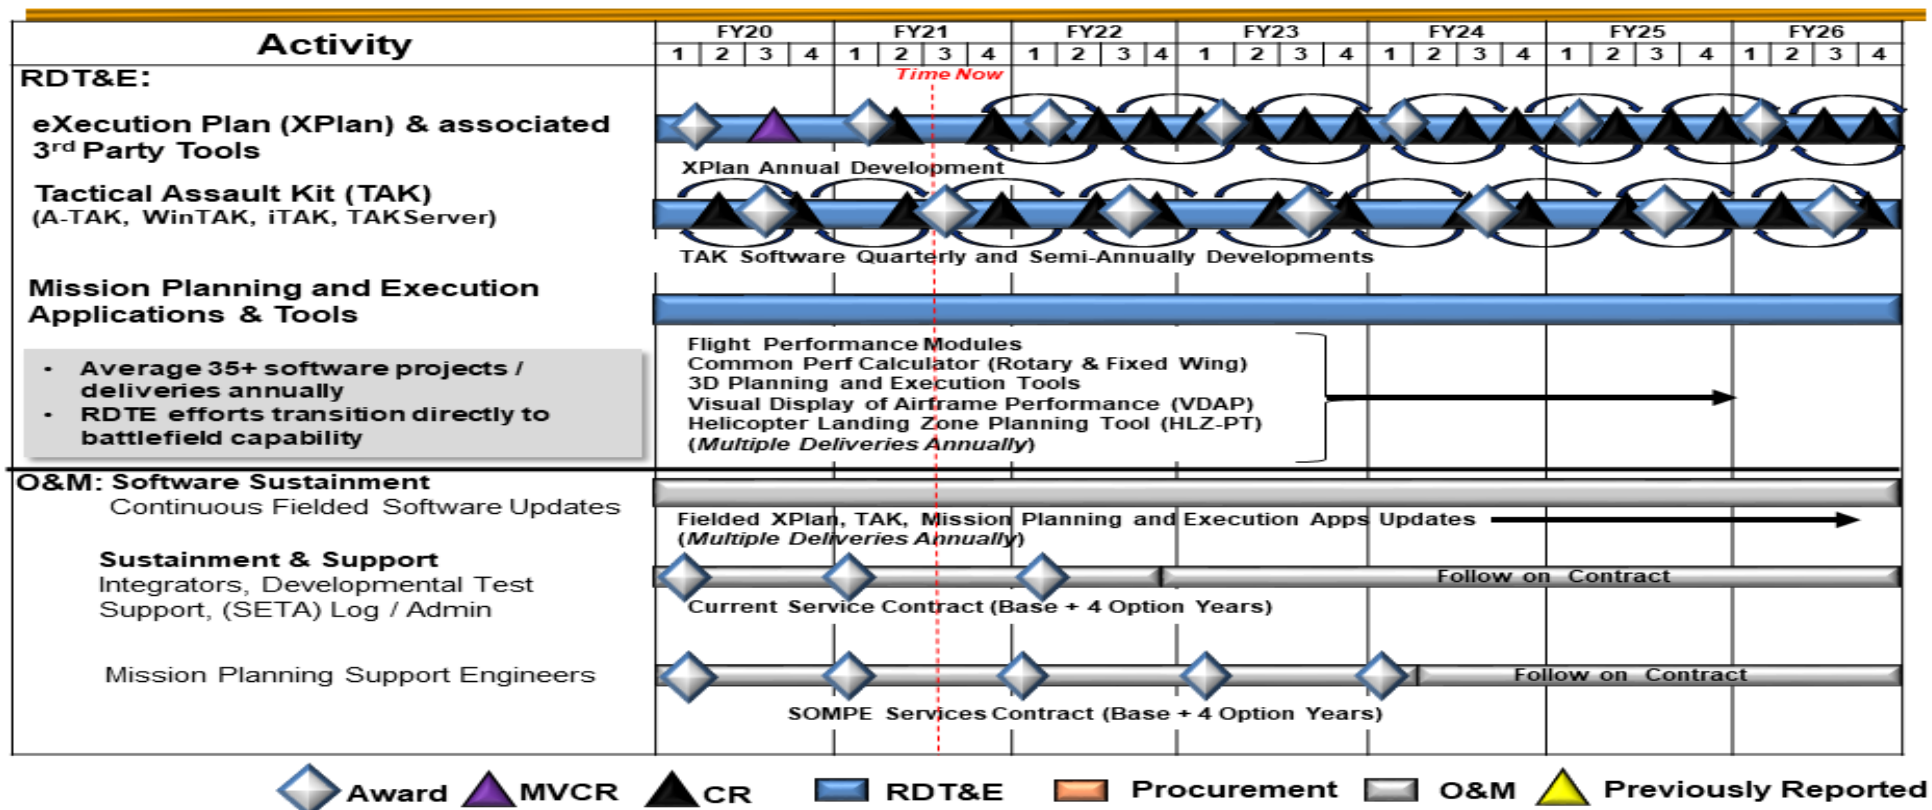 Activity
FY20 FY21 FY22 FY23 FY24 FY25 FY26
1 2 3 4 1 2 3 4 1 2 3 4 1 2 3 4 1 2 3 4 1 2 3 4 1 2 3 4
RDT&E:
Time Now
eXecution Plan (XPlan) & associated
3rd Party Tools
XPlan Annual Development
Tactical Assault Kit (TAK)
(A-TAK, WinTAK, iTAK, TAKServer)
TAK Software Quarterly and Semi-Annually Developments
Mission Planning and Execution
Applications & Tools
• Average 35+ software projects /
deliveries annually
• RDTE efforts transition directly to
battlefield capability
Flight Performance Modules
Common Perf Calculator (Rotary & Fixed Wing)
3D Planning and Execution Tools
Visual Display of Airframe Performance (VDAP)
Helicopter Landing Zone Planning Tool (HLZ-PT)
(Multiple Deliveries Annually)
O&M: Software Sustainment
Continuous Fielded Software Updates
Fielded XPlan, TAK, Mission Planning and Execution Apps Updates
(Multiple Deliveries Annually)
Sustainment & Support
Integrators, Developmental Test
Support, (SETA) Log / Admin
Follow on Contract
Current Service Contract (Base + 4 Option Years)
Mission Planning Support Engineers
Follow on Contract
SOMPE Services Contract (Base + 4 Option Years)
Award MVCR CR RDT&E Procurement O&M Previously Reported